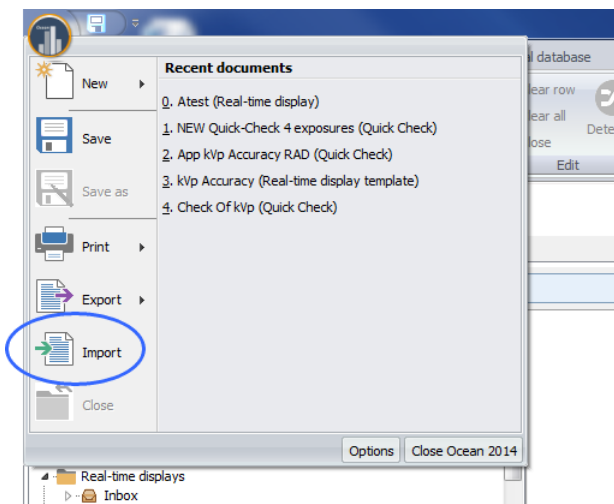 New
Save
Save as
Print
Export
Import
Close
Recent documents
0. Atest (Real-time display)
1. NEW Quick-Check 4 exposures (Quick Check)
2. App kVp Accuracy RAD (Quick Check)
3. kVp Accuracy (Real-time display template)
4. Check Of kVp (Quick Check)
Options
Close Ocean 2014
l database
lear row
lear all
lose
Dete
Edit
Real-time displays
Inbox